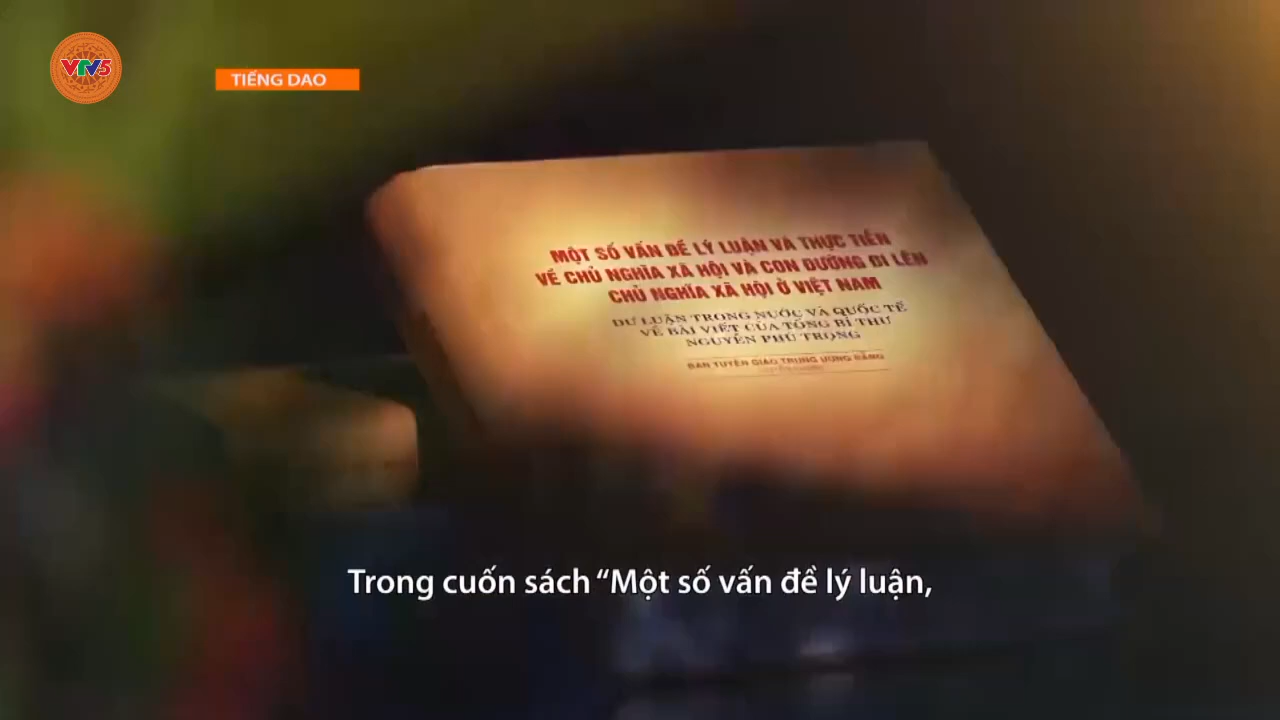 VTV5
TIẾNG DAO
MỘT SỐ VẤN ĐỀ LÝ LUẬN VÀ THỰC TIỄN
VỀ CHỦ NGHĨA XÃ HỘI VÀ CON ĐƯỜNG ĐI LÊN
CHỦ NGHĨA XÃ HỘI Ở VIỆT NAM
DƯ LUẬN TRONG NƯỚC VÀ QUỐC TẾ
VỀ BÀI VIẾT CỦA TỔNG BÍ THƯ
NGUYỄN PHÚ TRỌNG
BAN TUYÊN GIÁO TRUNG ƯƠNG ĐẢNG
Trong cuốn sách “Một số vấn đề lý luận,